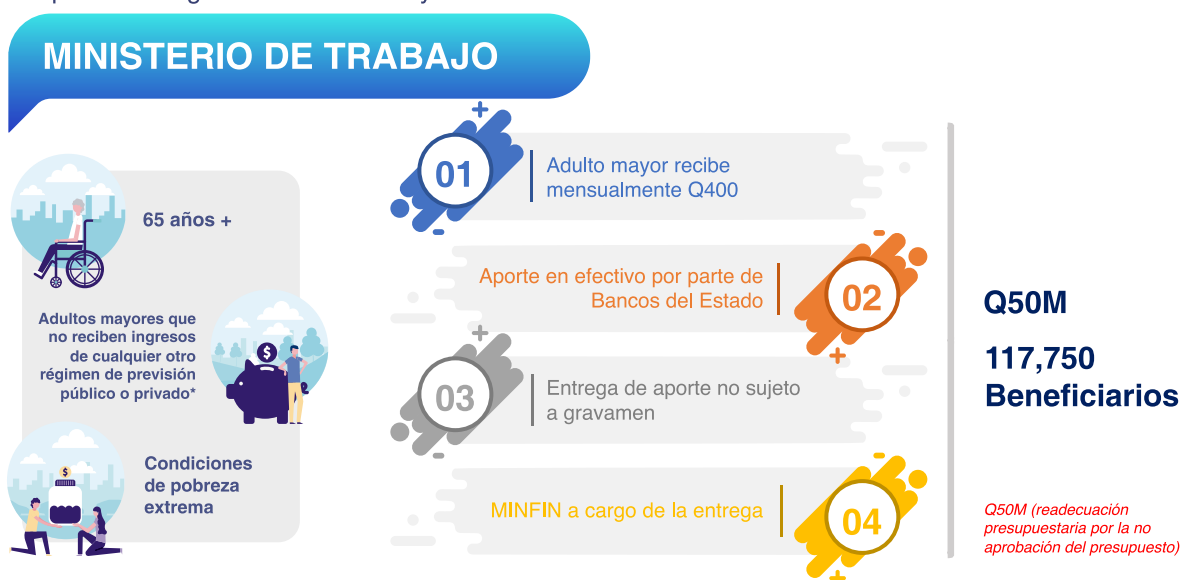 MINISTERIO DE TRABAJO
65 años +
Adultos mayores que
no reciben ingresos
de cualquier otro
régimen de previsión
público o privado*
Condiciones
de pobreza
extrema
01
Adulto mayor recibe
mensualmente Q400
Aporte en efectivo por parte de
Bancos del Estado
02
03
Entrega de aporte no sujeto
a gravamen
MINFIN a cargo de la entrega
04
Q50M
117,750
Beneficiarios
Q50M (readecuación
presupuestaria por la no
aprobación del presupuesto)